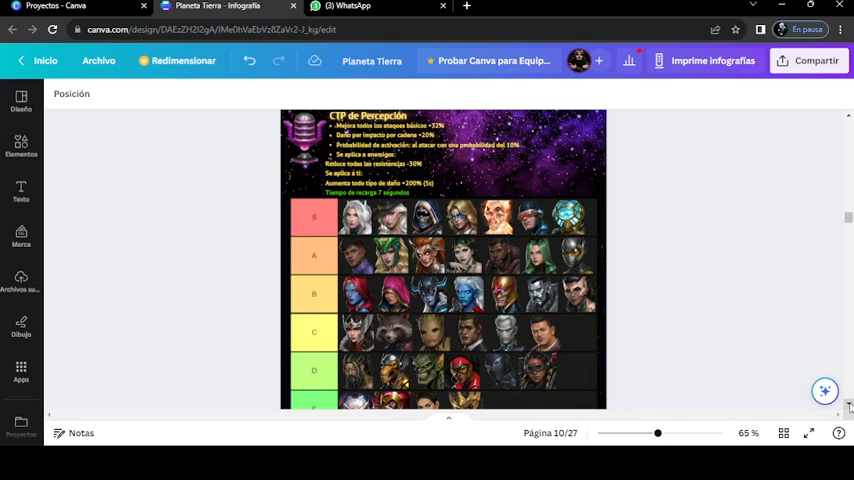 Proyectos - Canva
Planeta Tierra - Infografía
(3) WhatsApp
canva.com/design/DAEzZH2I2gA/IMe0hVaEbVz8ZaVr2-J_kg/edit
En pausa
Inicio
Archivo
Redimensionar
Planeta Tierra
Probar Canva para Equip...
Imprime infografías
Compartir
Posición
Diseño
Elementos
Texto
Marca
Archivos su...
Dibujo
Apps
Proyectos
CTP de Percepción
Mejora todos los ataques básicos +32%
Daño por impacto por cadena +20%
Probabilidad de activación: al atacar con una probabilidad del 10%
Se aplica a enemigos:
Reduce todas las resistencias -30%
Se aplica a ti:
Aumenta todo tipo de daño +200% (5s)
Tiempo de recarga 7 segundos
S
A
B
C
D
Notas
Página 10/27
65 %